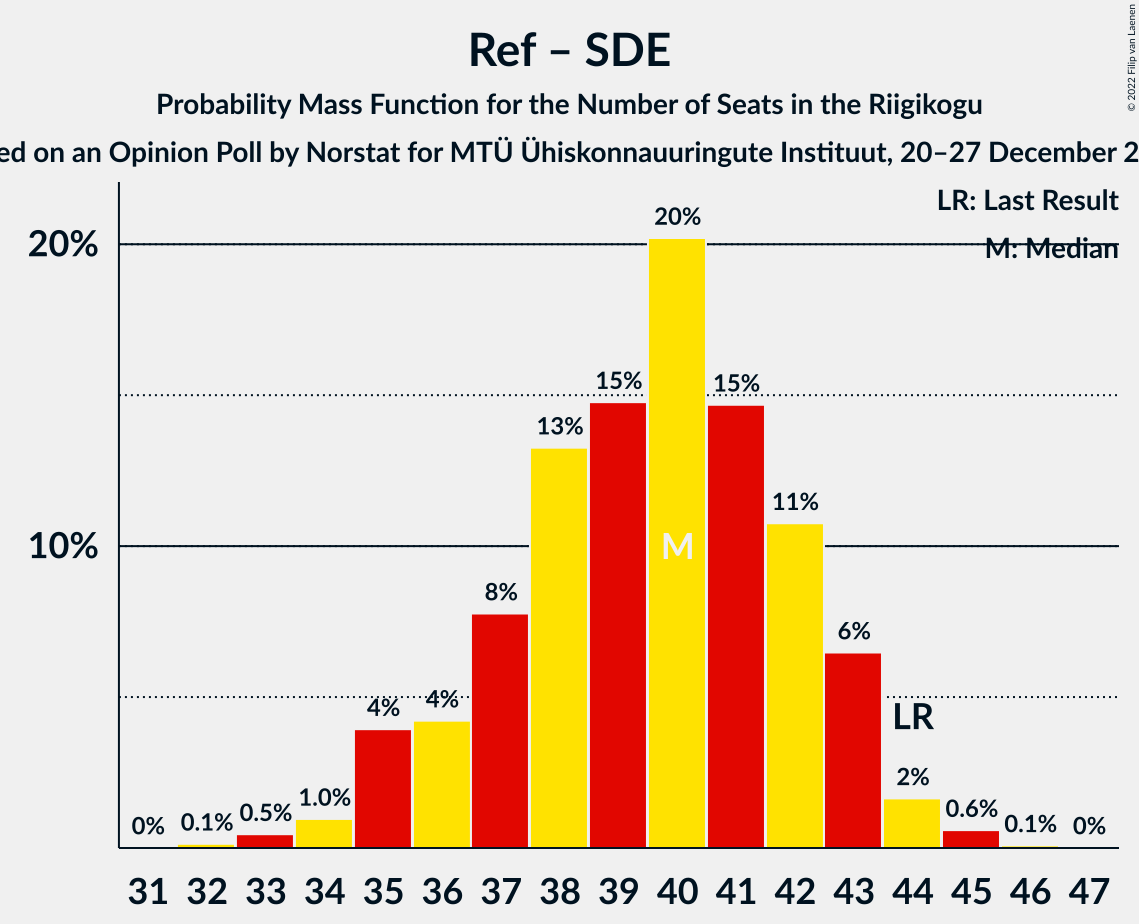 © 2022 Filip van Laenen
Ref – SDE
Probability Mass Function for the Number of Seats in the Riigikogu
ed on an Opinion Poll by Norstat for MTÜ Ühiskonnauuringute Instituut, 20–27 December 2
LR: Last Result
M: Median
20%
10%
0% 0.1% 0.5% 1.0% 4% 4% 8% 13% 15% 20% 15% 11% 6% 2% 0.6% 0.1% 0%
M
LR
31 32 33 34 35 36 37 38 39 40 41 42 43 44 45 46 47